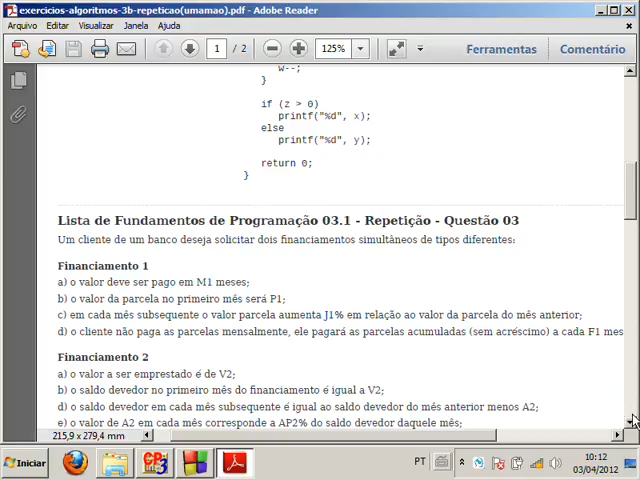 exercicios-algoritmos-3b-repeticao(umamao).pdf - Adobe Reader
Arquivo Editar Visualizar Janela Ajuda
1 / 2 125% Ferramentas Comentário
w--;
}
if (z > 0)
printf("%d", x);
else
printf("%d", y);
return 0;
}
Lista de Fundamentos de Programação 03.1 - Repetição - Questão 03
Um cliente de um banco deseja solicitar dois financiamentos simultâneos de tipos diferentes:
Financiamento 1
a) o valor deve ser pago em M1 meses;
b) o valor da parcela no primeiro mês será P1;
c) em cada mês subsequente o valor parcela aumenta J1% em relação ao valor da parcela do mês anterior;
d) o cliente não paga as parcelas mensalmente, ele pagará as parcelas acumuladas (sem acréscimo) a cada F1 mes
Financiamento 2
a) o valor a ser emprestado é de V2;
b) o saldo devedor no primeiro mês do financiamento é igual a V2;
d) o saldo devedor em cada mês subsequente é igual ao saldo devedor do mês anterior menos A2;
e) o valor de A2 em cada mês corresponde a AP2% do saldo devedor daquele mês;
215,9 x 279,4 mm
Iniciar PT 10:12
03/04/2012